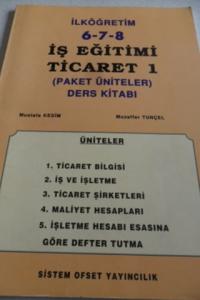 İLKÖĞRETİM
6-7-8
İŞ EĞİTİMİ
TİCARET 1
(PAKET ÜNİTELER)
DERS KİTABI
Mustafa KESİM
Muzaffer TUNÇEL
ÜNİTELER
1. TİCARET BİLGİSİ
2. İŞ VE İŞLETME
3. TİCARET ŞİRKETLERİ
4. MALİYET HESAPLARI
5. İŞLETME HESABI ESASINA
GÖRE DEFTER TUTMA
SİSTEM OFSET YAYINCILIK